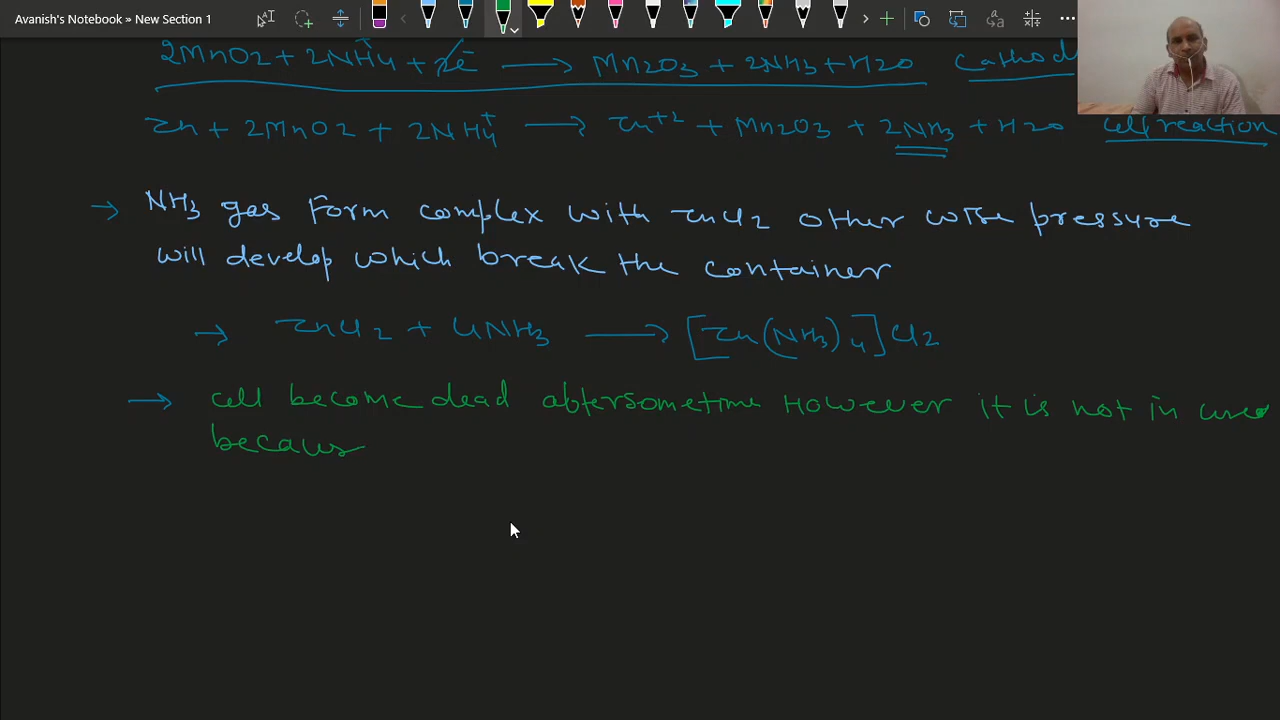 Avanish's Notebook » New Section 1
2MnO2 + 2NH4+ + 2e → Mn2O3 + 2NH3 + H2O Cathod
Zn + 2MnO2 + 2NH4+ → Zn+2 + Mn2O3 + 2NH3 + H2O Cell reaction
→ NH3 gas Form complex with ZnCl2 other wise pressure
will develop which break the container
→ ZnCl2 + 4NH3 → [Zn(NH3)4]Cl2
→ cell become dead abtersometime However it is not in use
becaus